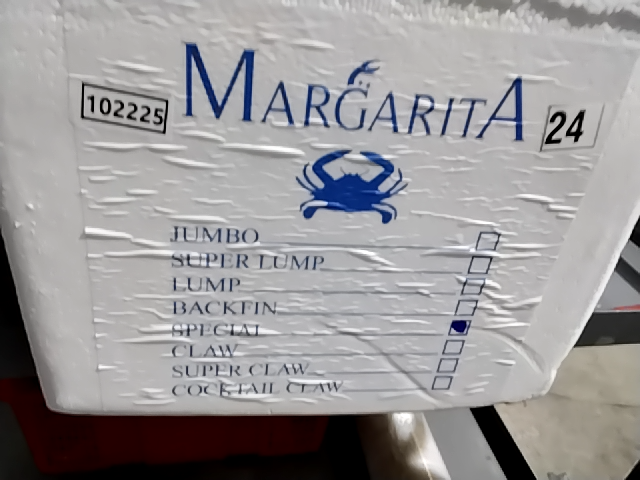 MARGARITA
102225
24
JUMBO
SUPER LUMP
LUMP
BACKFIN
SPECIAL
CLAW
SUPER CLAW
COCKTAIL CLAW